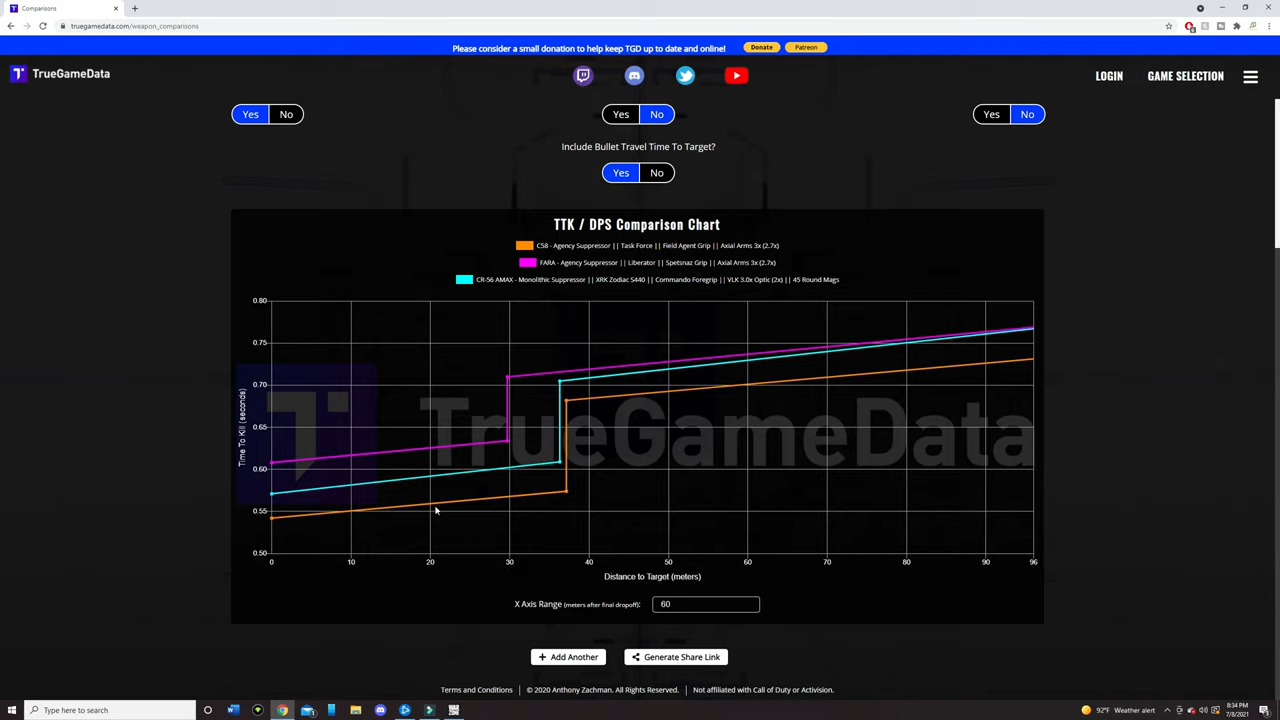 Comparisons
truegamedata.com/weapon_comparisons
Please consider a small donation to help keep TGD up to date and online! Donate Patreon
TrueGameData LOGIN GAME SELECTION
Yes No Yes No Yes No
Include Bullet Travel Time To Target?
Yes No
TTK / DPS Comparison Chart
C58 - Agency Suppressor || Task Force || Field Agent Grip || Axial Arms 3x (2.7x)
FARA - Agency Suppressor || Liberator || Spetsnaz Grip || Axial Arms 3x (2.7x)
CR-56 AMAX - Monolithic Suppressor || XRK Zodiac S440 || Commando Foregrip || VLK 3.0x Optic (2x) || 45 Round Mags
0.80
0.75
0.70
0.65
0.60
0.55
0.50
Time To Kill (seconds)
TrueGameData
0 10 20 30 40 50 60 70 80 90 96
Distance to Target (meters)
X Axis Range (meters after final dropoff): 60
+ Add Another Generate Share Link
Terms and Conditions | © 2020 Anthony Zachman. All Rights Reserved. | Not affiliated with Call of Duty or Activision.
Type here to search 92°F Weather alert 8:34 PM
7/8/2021